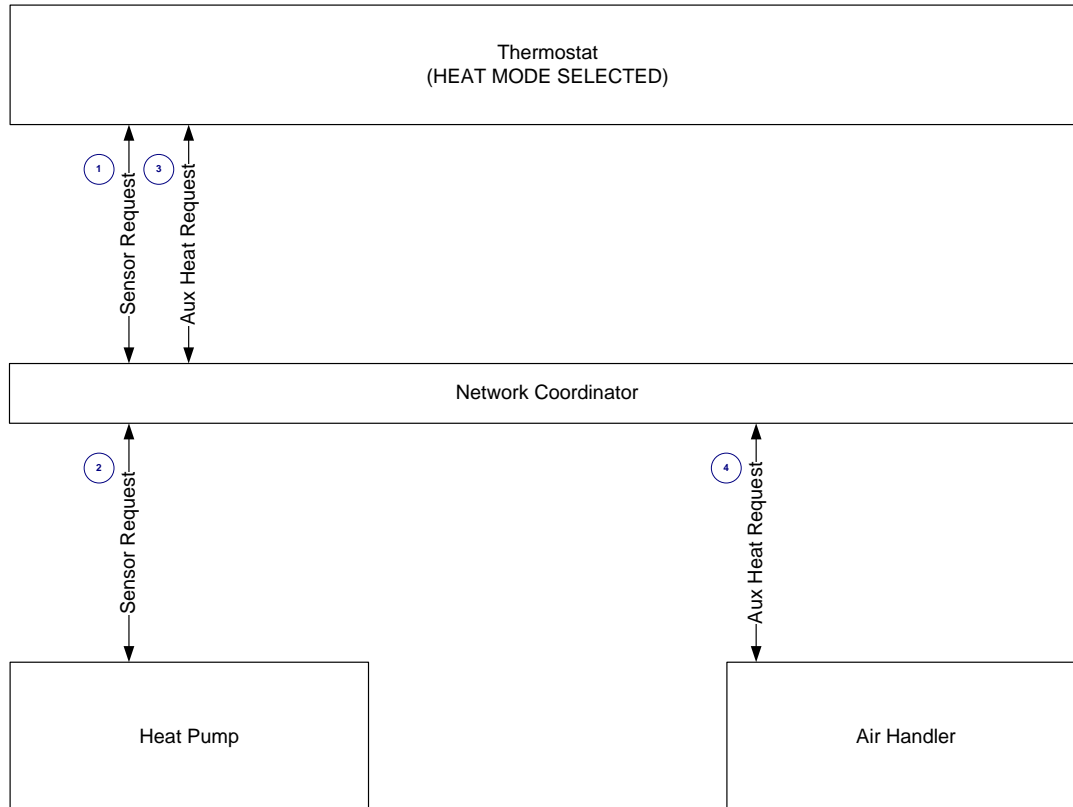 Thermostat
(HEAT MODE SELECTED)
1
Sensor Request
3
Aux Heat Request
Network Coordinator
2
Sensor Request
4
Aux Heat Request
Heat Pump
Air Handler